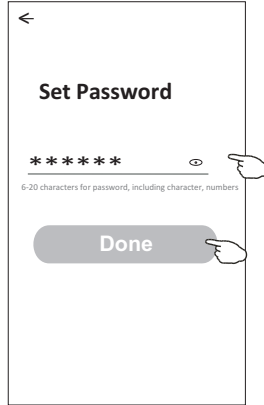 Set Password
******
6-20 characters for password, including character, numbers
Done